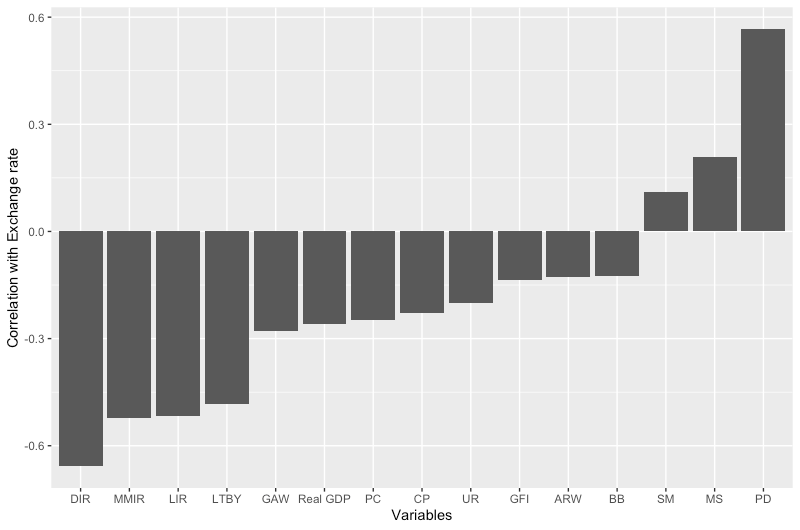 Correlation with Exchange rate
0.6
0.3
0.0
-0.3
-0.6
DIR MMIR LIR LTBY GAW Real GDP PC CP UR GFI ARW BB SM MS PD
Variables